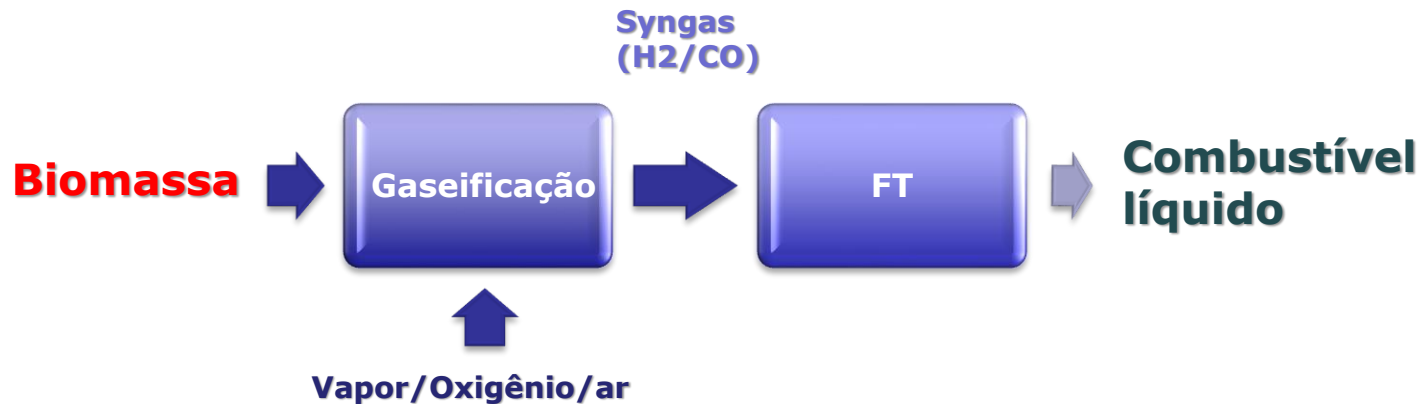 Syngas
(H2/CO)
Biomassa
Gaseificação
FT
Combustível
líquido
Vapor/Oxigênio/ar